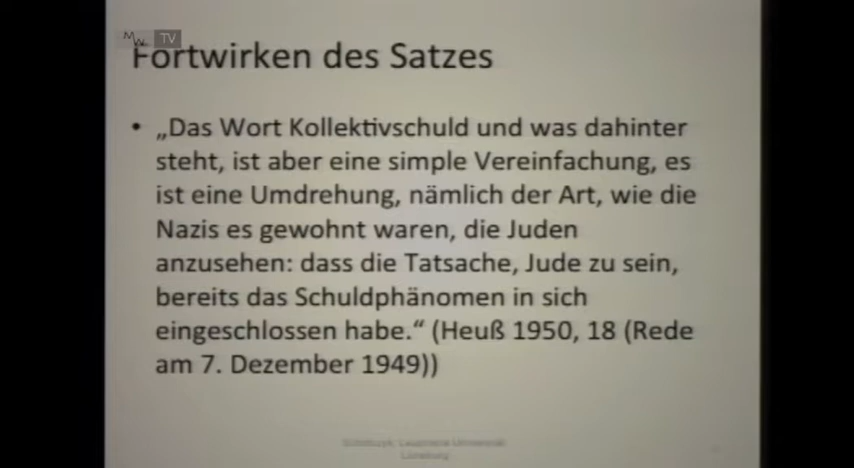 MW TV
Fortwirken des Satzes
• „Das Wort Kollektivschuld und was dahinter
steht, ist aber eine simple Vereinfachung, es
ist eine Umdrehung, nämlich der Art, wie die
Nazis es gewohnt waren, die Juden
anzusehen: dass die Tatsache, Jude zu sein,
bereits das Schuldphänomen in sich
eingeschlossen habe.“ (Heuß 1950, 18 (Rede
am 7. Dezember 1949))
Lüneburg